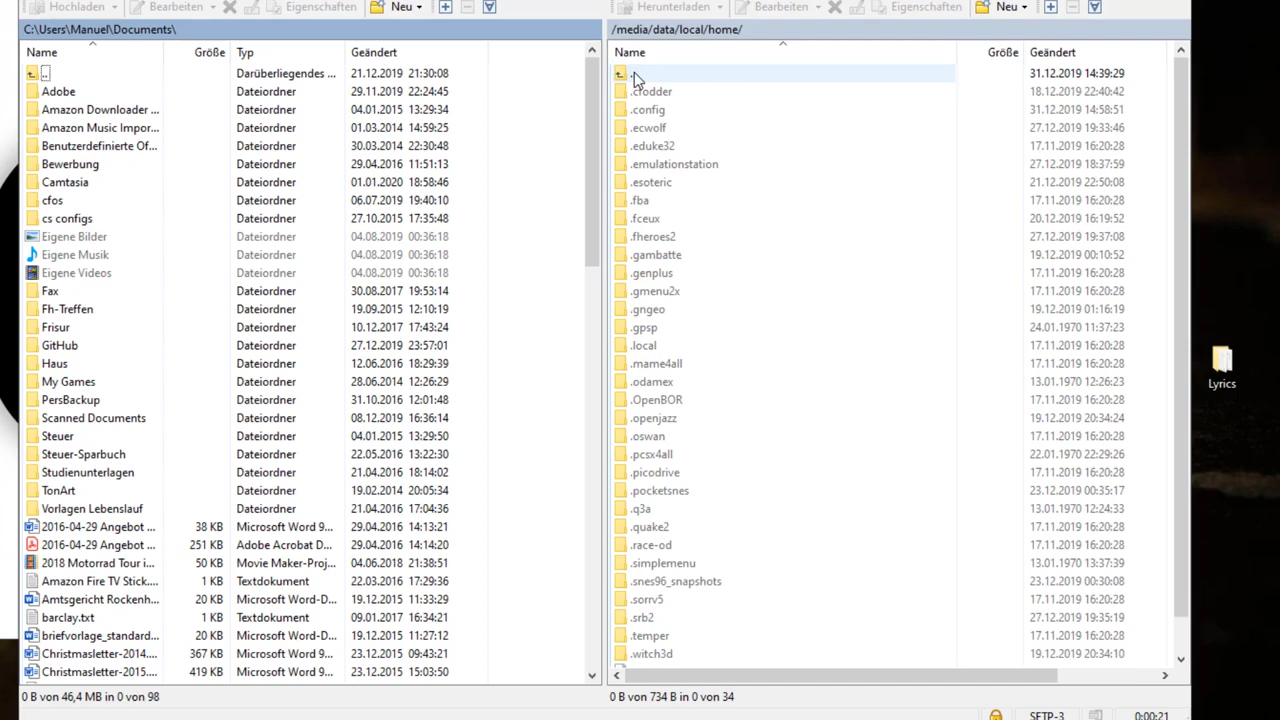 Hochladen Bearbeiten Eigenschaften Neu
Herunterladen Bearbeiten Eigenschaften Neu
C:\Users\Manuel\Documents\
Name Größe Typ Geändert
.. Darüberliegendes ... 21.12.2019 21:30:08
Adobe Dateiordner 29.11.2019 22:24:45
Amazon Downloader ... Dateiordner 04.01.2015 13:29:34
Amazon Music Impor... Dateiordner 01.03.2014 14:59:25
Benutzerdefinierte Of... Dateiordner 30.03.2014 22:30:48
Bewerbung Dateiordner 29.04.2016 11:51:13
Camtasia Dateiordner 01.01.2020 18:58:46
cfos Dateiordner 06.07.2019 19:40:10
cs configs Dateiordner 27.10.2015 17:35:48
Eigene Bilder Dateiordner 04.08.2019 00:36:18
Eigene Musik Dateiordner 04.08.2019 00:36:18
Eigene Videos Dateiordner 04.08.2019 00:36:18
Fax Dateiordner 30.08.2017 19:53:14
Fh-Treffen Dateiordner 19.09.2015 12:10:19
Frisur Dateiordner 10.12.2017 17:43:24
GitHub Dateiordner 27.12.2019 23:57:01
Haus Dateiordner 12.06.2016 18:29:39
My Games Dateiordner 28.06.2014 12:26:29
PersBackup Dateiordner 31.10.2016 12:01:48
Scanned Documents Dateiordner 08.12.2019 16:36:14
Steuer Dateiordner 04.01.2015 13:29:50
Steuer-Sparbuch Dateiordner 22.05.2016 13:22:30
Studienunterlagen Dateiordner 21.04.2016 18:14:02
TonArt Dateiordner 19.02.2014 20:05:34
Vorlagen Lebenslauf Dateiordner 21.04.2016 17:04:36
2016-04-29 Angebot ... 38 KB Microsoft Word 9... 29.04.2016 14:13:21
2016-04-29 Angebot ... 251 KB Adobe Acrobat D... 29.04.2016 14:14:20
2018 Motorrad Tour i... 50 KB Movie Maker-Proj... 04.06.2018 21:38:51
Amazon Fire TV Stick.... 1 KB Textdokument 22.03.2016 17:29:36
Amtsgericht Rockenh... 20 KB Microsoft Word-D... 19.12.2015 11:33:29
barclay.txt 1 KB Textdokument 09.01.2017 16:34:21
briefvorlage_standard... 20 KB Microsoft Word-D... 19.12.2015 11:27:12
Christmasletter-2014.... 367 KB Microsoft Word-D... 23.12.2015 09:43:21
Christmasletter-2015.... 419 KB Microsoft Word-D... 23.12.2015 15:03:50
0 B von 46,4 MB in 0 von 98
/media/data/local/home/
Name Größe Geändert
31.12.2019 14:39:29
.crodder 18.12.2019 22:40:42
.config 31.12.2019 14:58:51
.ecwolf 27.12.2019 19:33:46
.eduke32 17.11.2019 16:20:28
.emulationstation 27.12.2019 18:37:59
.esoteric 21.12.2019 22:50:08
.fba 17.11.2019 16:20:28
.fceux 20.12.2019 16:19:52
.fheroes2 27.12.2019 19:37:08
.gambatte 19.12.2019 00:10:52
.genplus 17.11.2019 16:20:28
.gmenu2x 17.11.2019 16:20:28
.gngeo 19.12.2019 01:16:19
.gpsp 24.01.1970 11:37:23
.local 17.11.2019 16:20:28
.mame4all 17.11.2019 16:20:28
.odamex 13.01.1970 12:26:23
.OpenBOR 17.11.2019 16:20:28
.openjazz 19.12.2019 20:34:24
.oswan 17.11.2019 16:20:28
.pcsx4all 22.01.1970 22:29:26
.picodrive 17.11.2019 16:20:28
.pocketsnes 23.12.2019 00:35:17
.q3a 13.01.1970 12:24:33
.quake2 17.11.2019 16:20:28
.race-od 17.11.2019 16:20:28
.simplemenu 13.01.1970 13:37:39
.snes96_snapshots 23.12.2019 00:30:08
.sorrv5 17.11.2019 16:20:28
.srb2 27.12.2019 19:35:19
.temper 17.11.2019 16:20:28
.witch3d 19.12.2019 20:34:10
0 B von 734 B in 0 von 34
SFTP-3 0:00:21
Lyrics